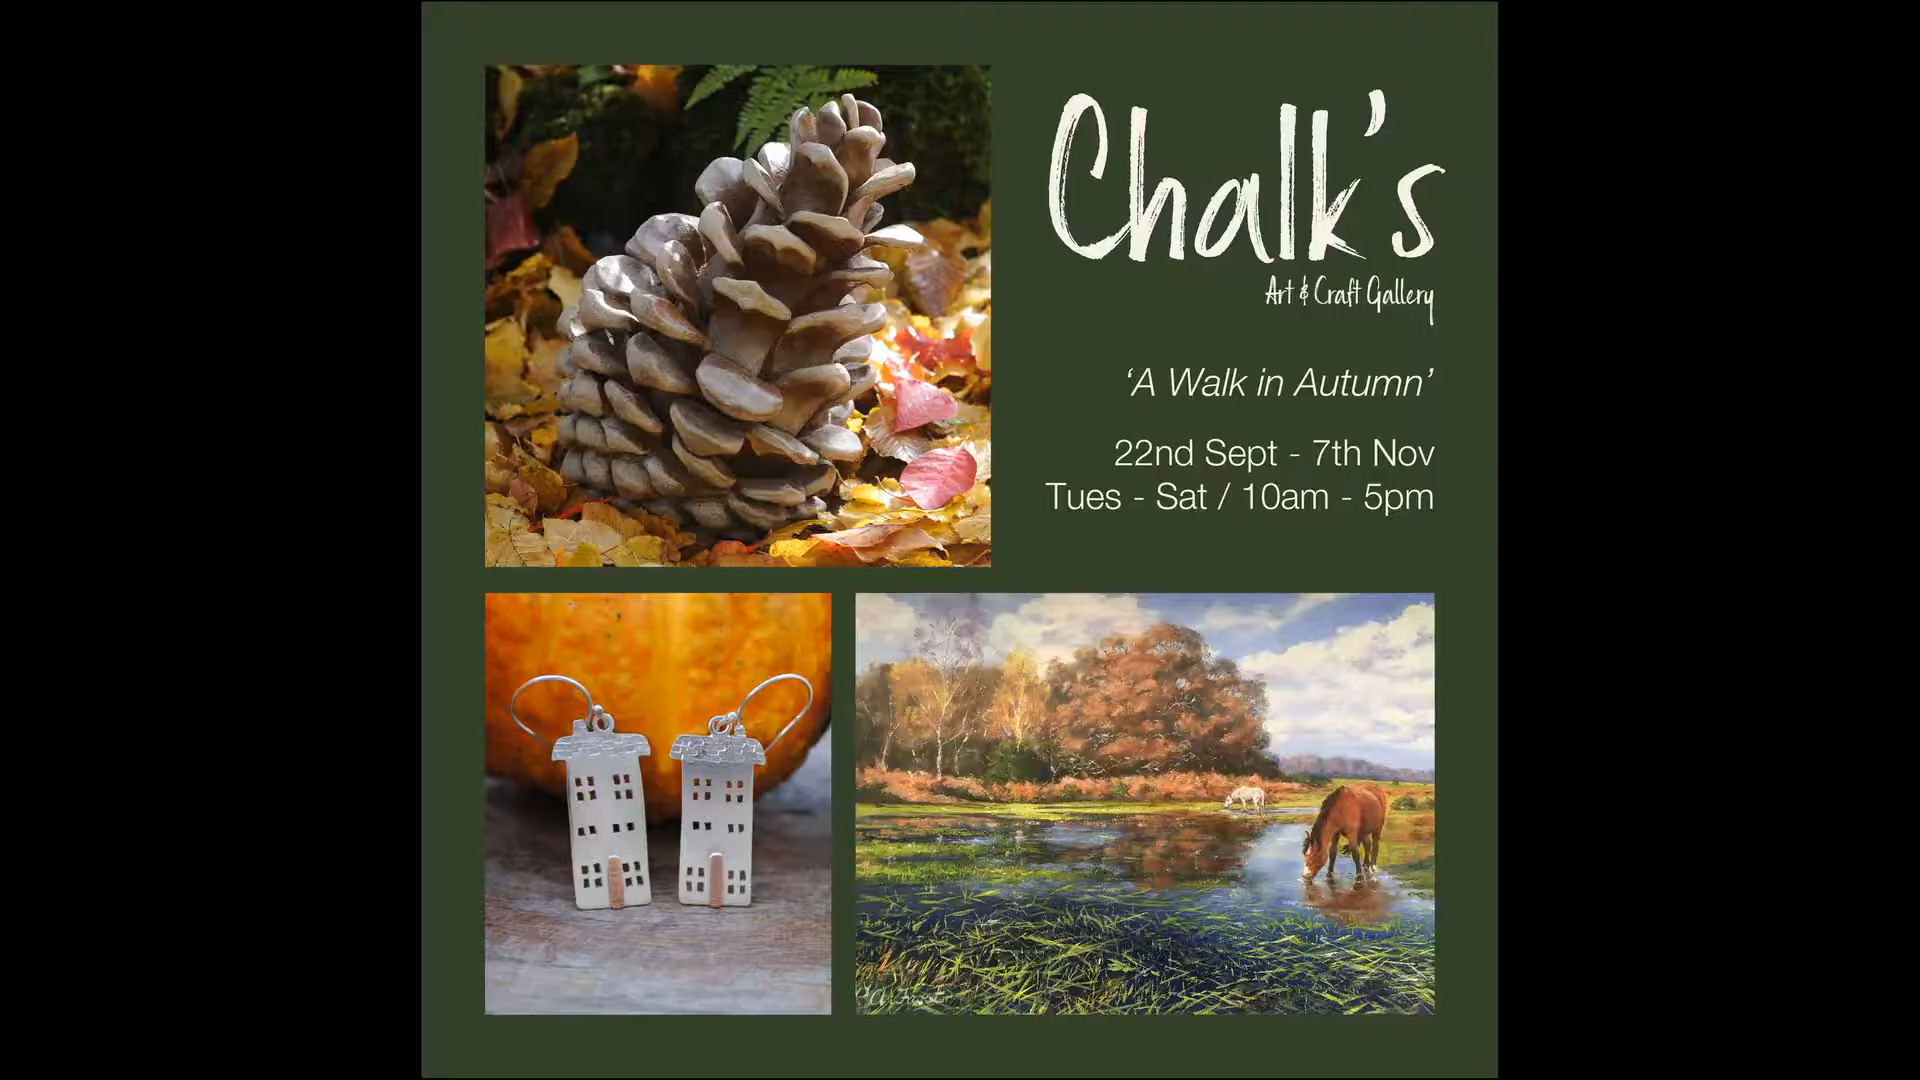 Chalk's
Art & Craft Gallery
‘A Walk in Autumn’
22nd Sept - 7th Nov
Tues - Sat / 10am - 5pm